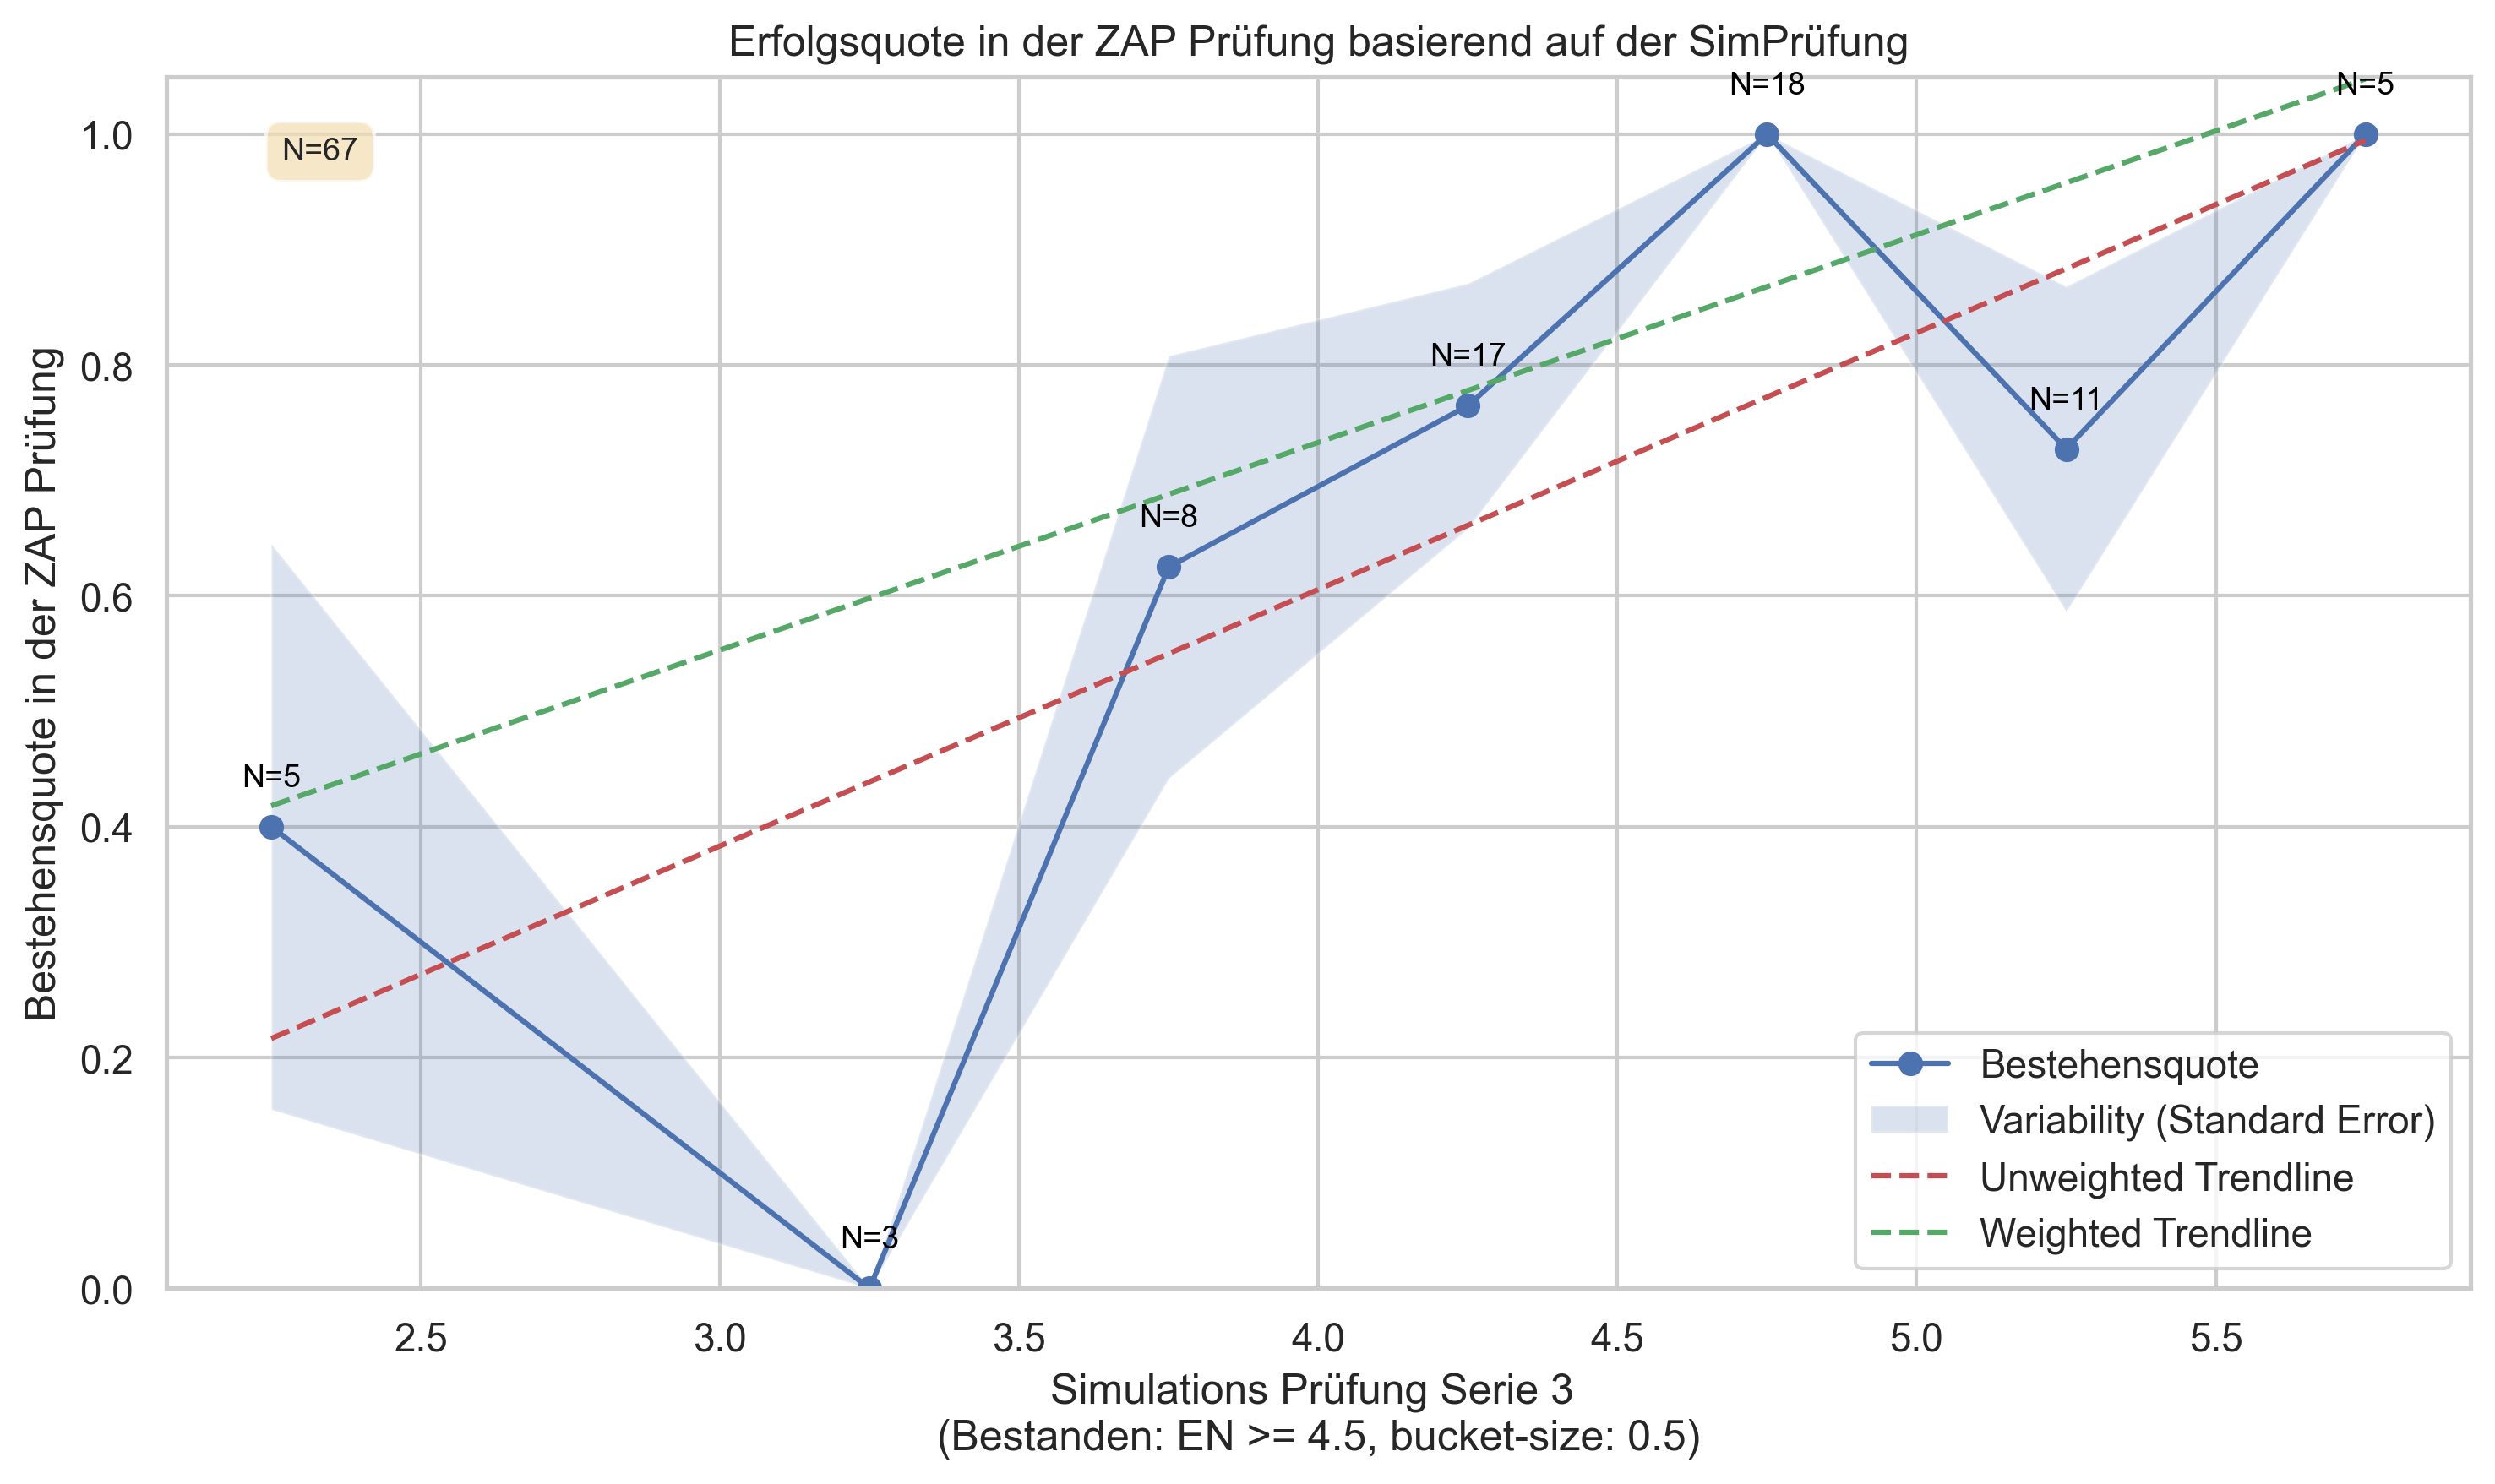 Erfolgsquote in der ZAP Prüfung basierend auf der SimPrüfung
Bestehensquote in der ZAP Prüfung
1.0
0.8
0.6
0.4
0.2
0.0
N=67
N=5
N=3
N=8
N=17
N=18
N=11
N=5
Bestehensquote
Variability (Standard Error)
Unweighted Trendline
Weighted Trendline
2.5 3.0 3.5 4.0 4.5 5.0 5.5
Simulations Prüfung Serie 3
(Bestanden: EN >= 4.5, bucket-size: 0.5)